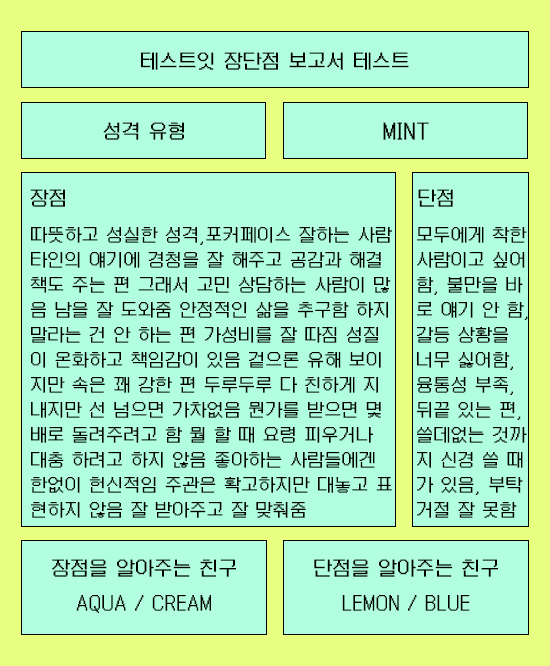 테스트잇 장단점 보고서 테스트
성격 유형
MINT
장점
따뜻하고 성실한 성격,포커페이스 잘하는 사람
타인의 얘기에 경청을 잘 해주고 공감과 해결
책도 주는 편 그래서 고민 상담하는 사람이 많
음 남을 잘 도와줌 안정적인 삶을 추구함 하지
말라는 건 안 하는 편 가성비를 잘 따짐 성질
이 온화하고 책임감이 있음 겉으론 유해 보이
지만 속은 꽤 강한 편 두루두루 다 친하게 지
내지만 선 넘으면 가차없음 뭔가를 받으면 몇
배로 돌려주려고 함 뭘 할 때 요령 피우거나
대충 하려고 하지 않음 좋아하는 사람들에겐
한없이 헌신적임 주관은 확고하지만 대놓고 표
현하지 않음 잘 받아주고 잘 맞춰줌
단점
모두에게 착한
사람이고 싶어
함, 불만을 바
로 얘기 안 함,
갈등 상황을
너무 싫어함,
융통성 부족,
뒤끝 있는 편,
쓸데없는 것까
지 신경 쓸 때
가 있음, 부탁
거절 잘 못함
장점을 알아주는 친구
AQUA / CREAM
단점을 알아주는 친구
LEMON / BLUE